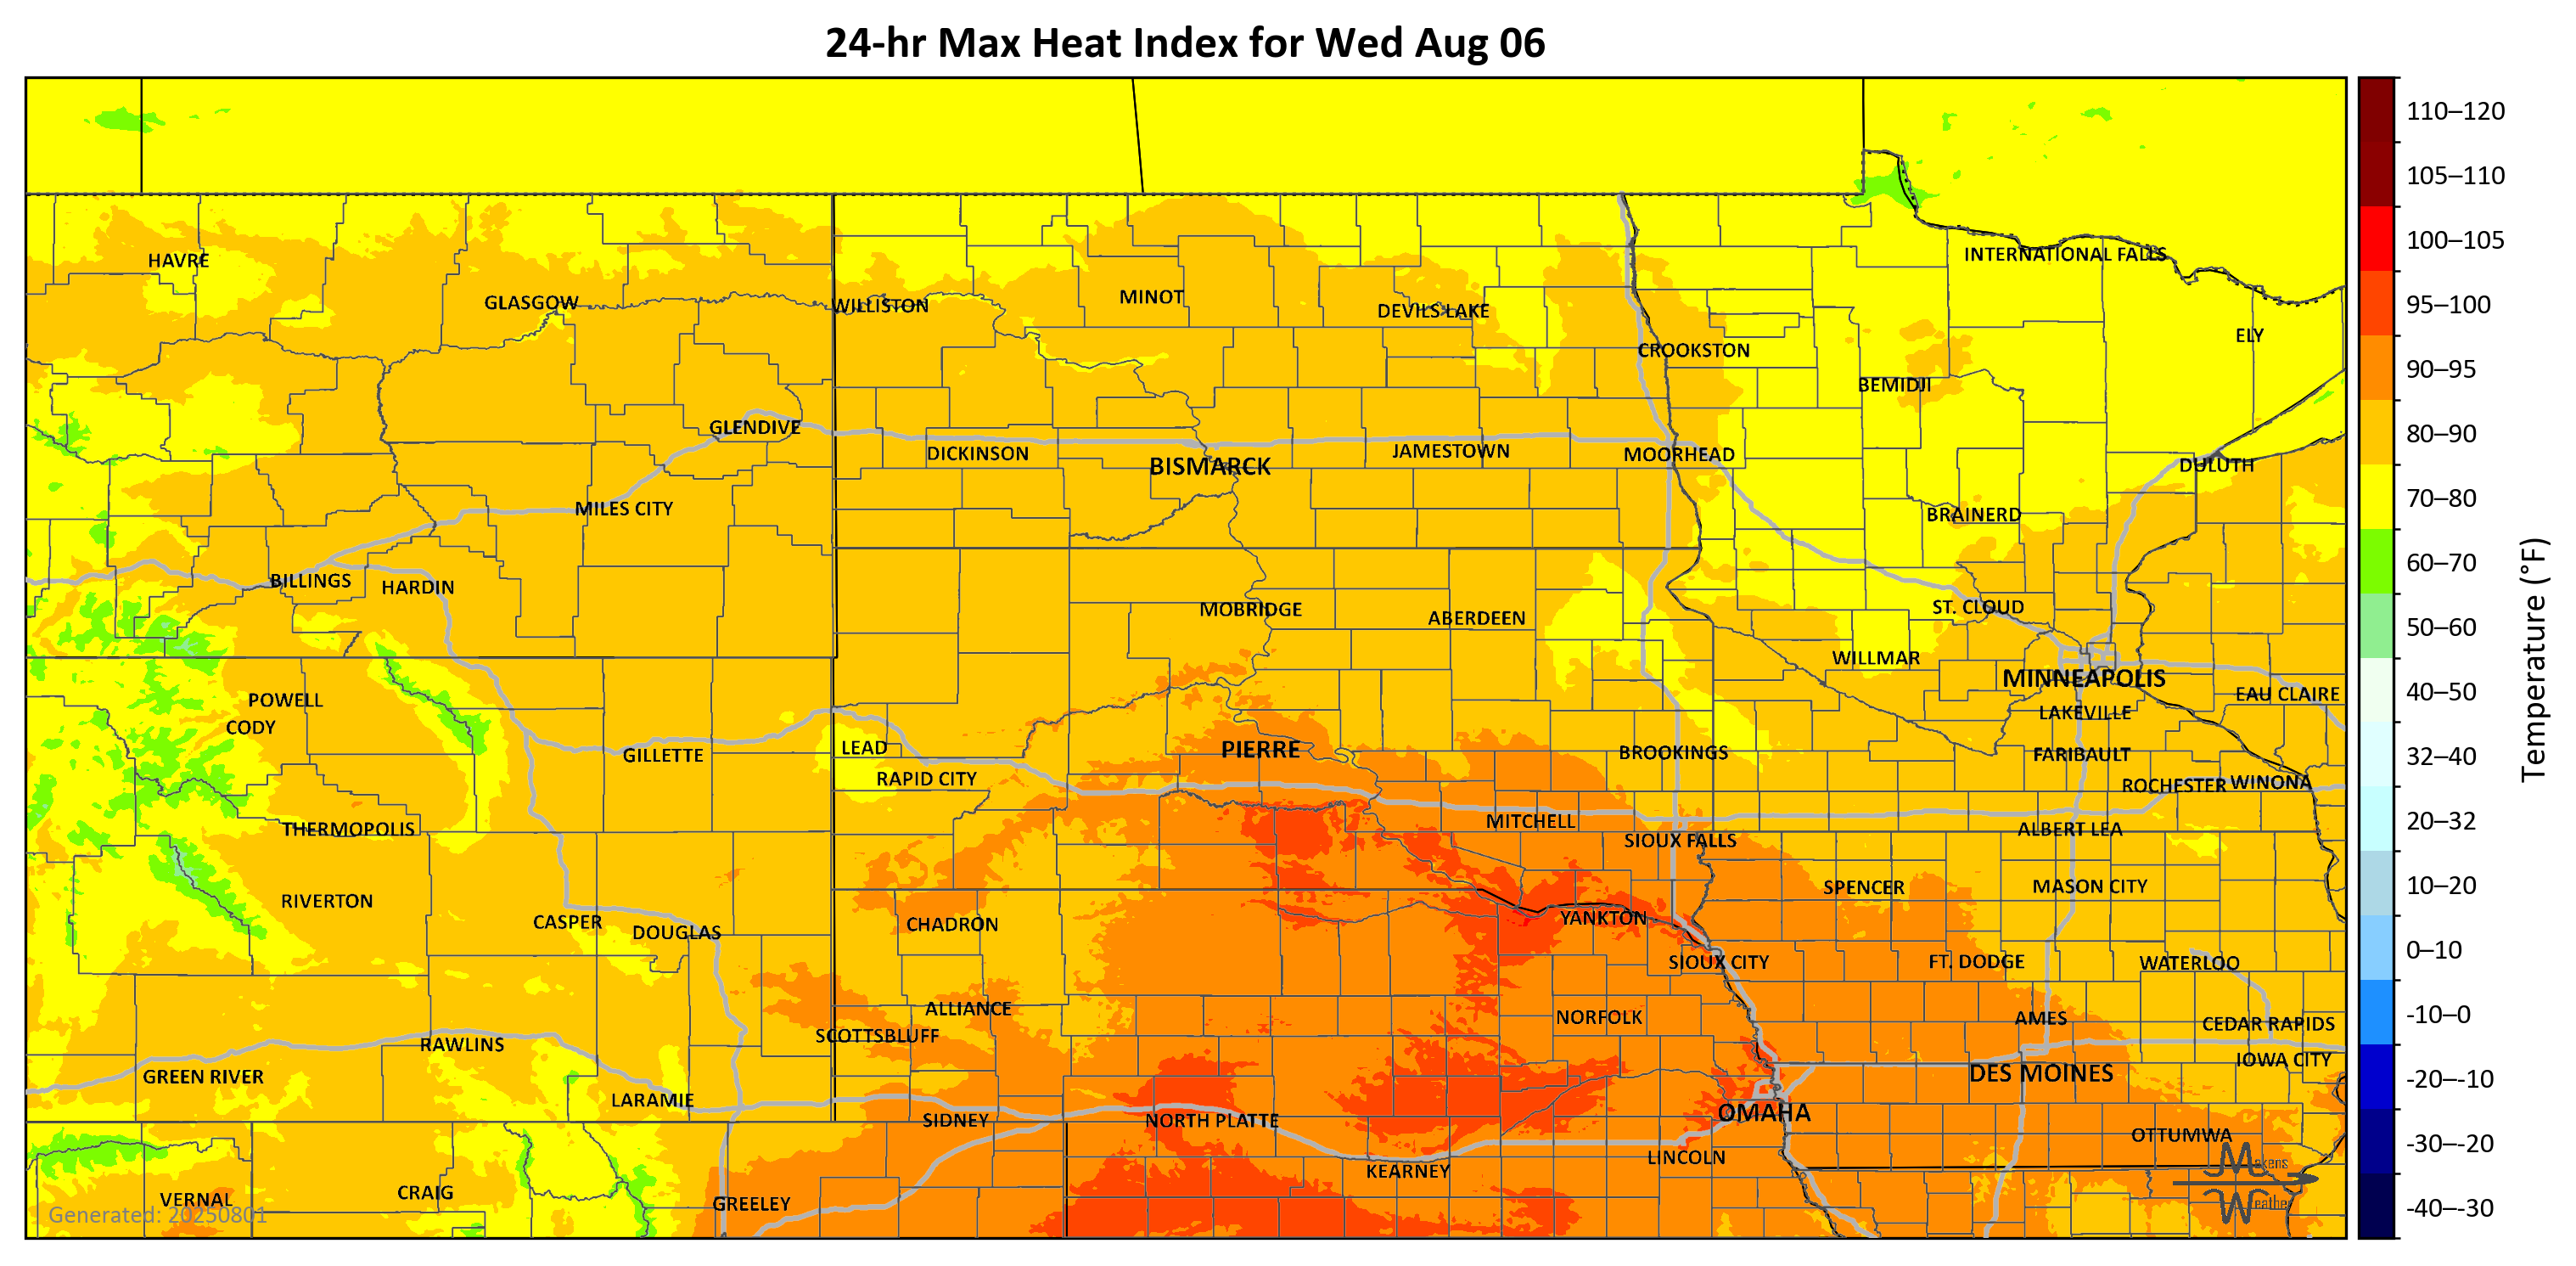 24-hr Max Heat Index for Wed Aug 06
110–120
105–110
INTERNATIONAL FALLS
100–105
HAVRE
GLASGOW
WILLISTON
MINOT
DEVILS LAKE
95–100
ELY
CROOKSTON
90–95
BEMIDJI
GLENDIVE
80–90
DICKINSON
BISMARCK
JAMESTOWN
MOORHEAD
DULUTH
70–80
MILES CITY
BRAINERD
60–70
BILLINGS
HARDIN
MOBRIDGE
ABERDEEN
ST. CLOUD
50–60
WILLMAR
MINNEAPOLIS
Temperature (°F)
POWELL
EAU CLAIRE
40–50
CODY
LAKEVILLE
GILLETTE
LEAD
PIERRE
BROOKINGS
FARIBAULT
32–40
RAPID CITY
ROCHESTER
WINONA
THERMOPOLIS
MITCHELL
SIOUX FALLS
ALBERT LEA
20–32
RIVERTON
SPENCER
MASON CITY
10–20
CASPER
DOUGLAS
CHADRON
YANKTON
SIOUX CITY
FT. DODGE
WATERLOO
0–10
ALLIANCE
NORFOLK
AMES
CEDAR RAPIDS
-10–0
SCOTTSBLUFF
RAWLINS
IOWA CITY
GREEN RIVER
DES MOINES
-20–-10
LARAMIE
SIDNEY
NORTH PLATTE
OMAHA
OTTUMWA
-30–-20
KEARNEY
LINCOLN
Makens
Weather
VERNAL
CRAIG
GREELEY
-40–-30
Generated: 20250801